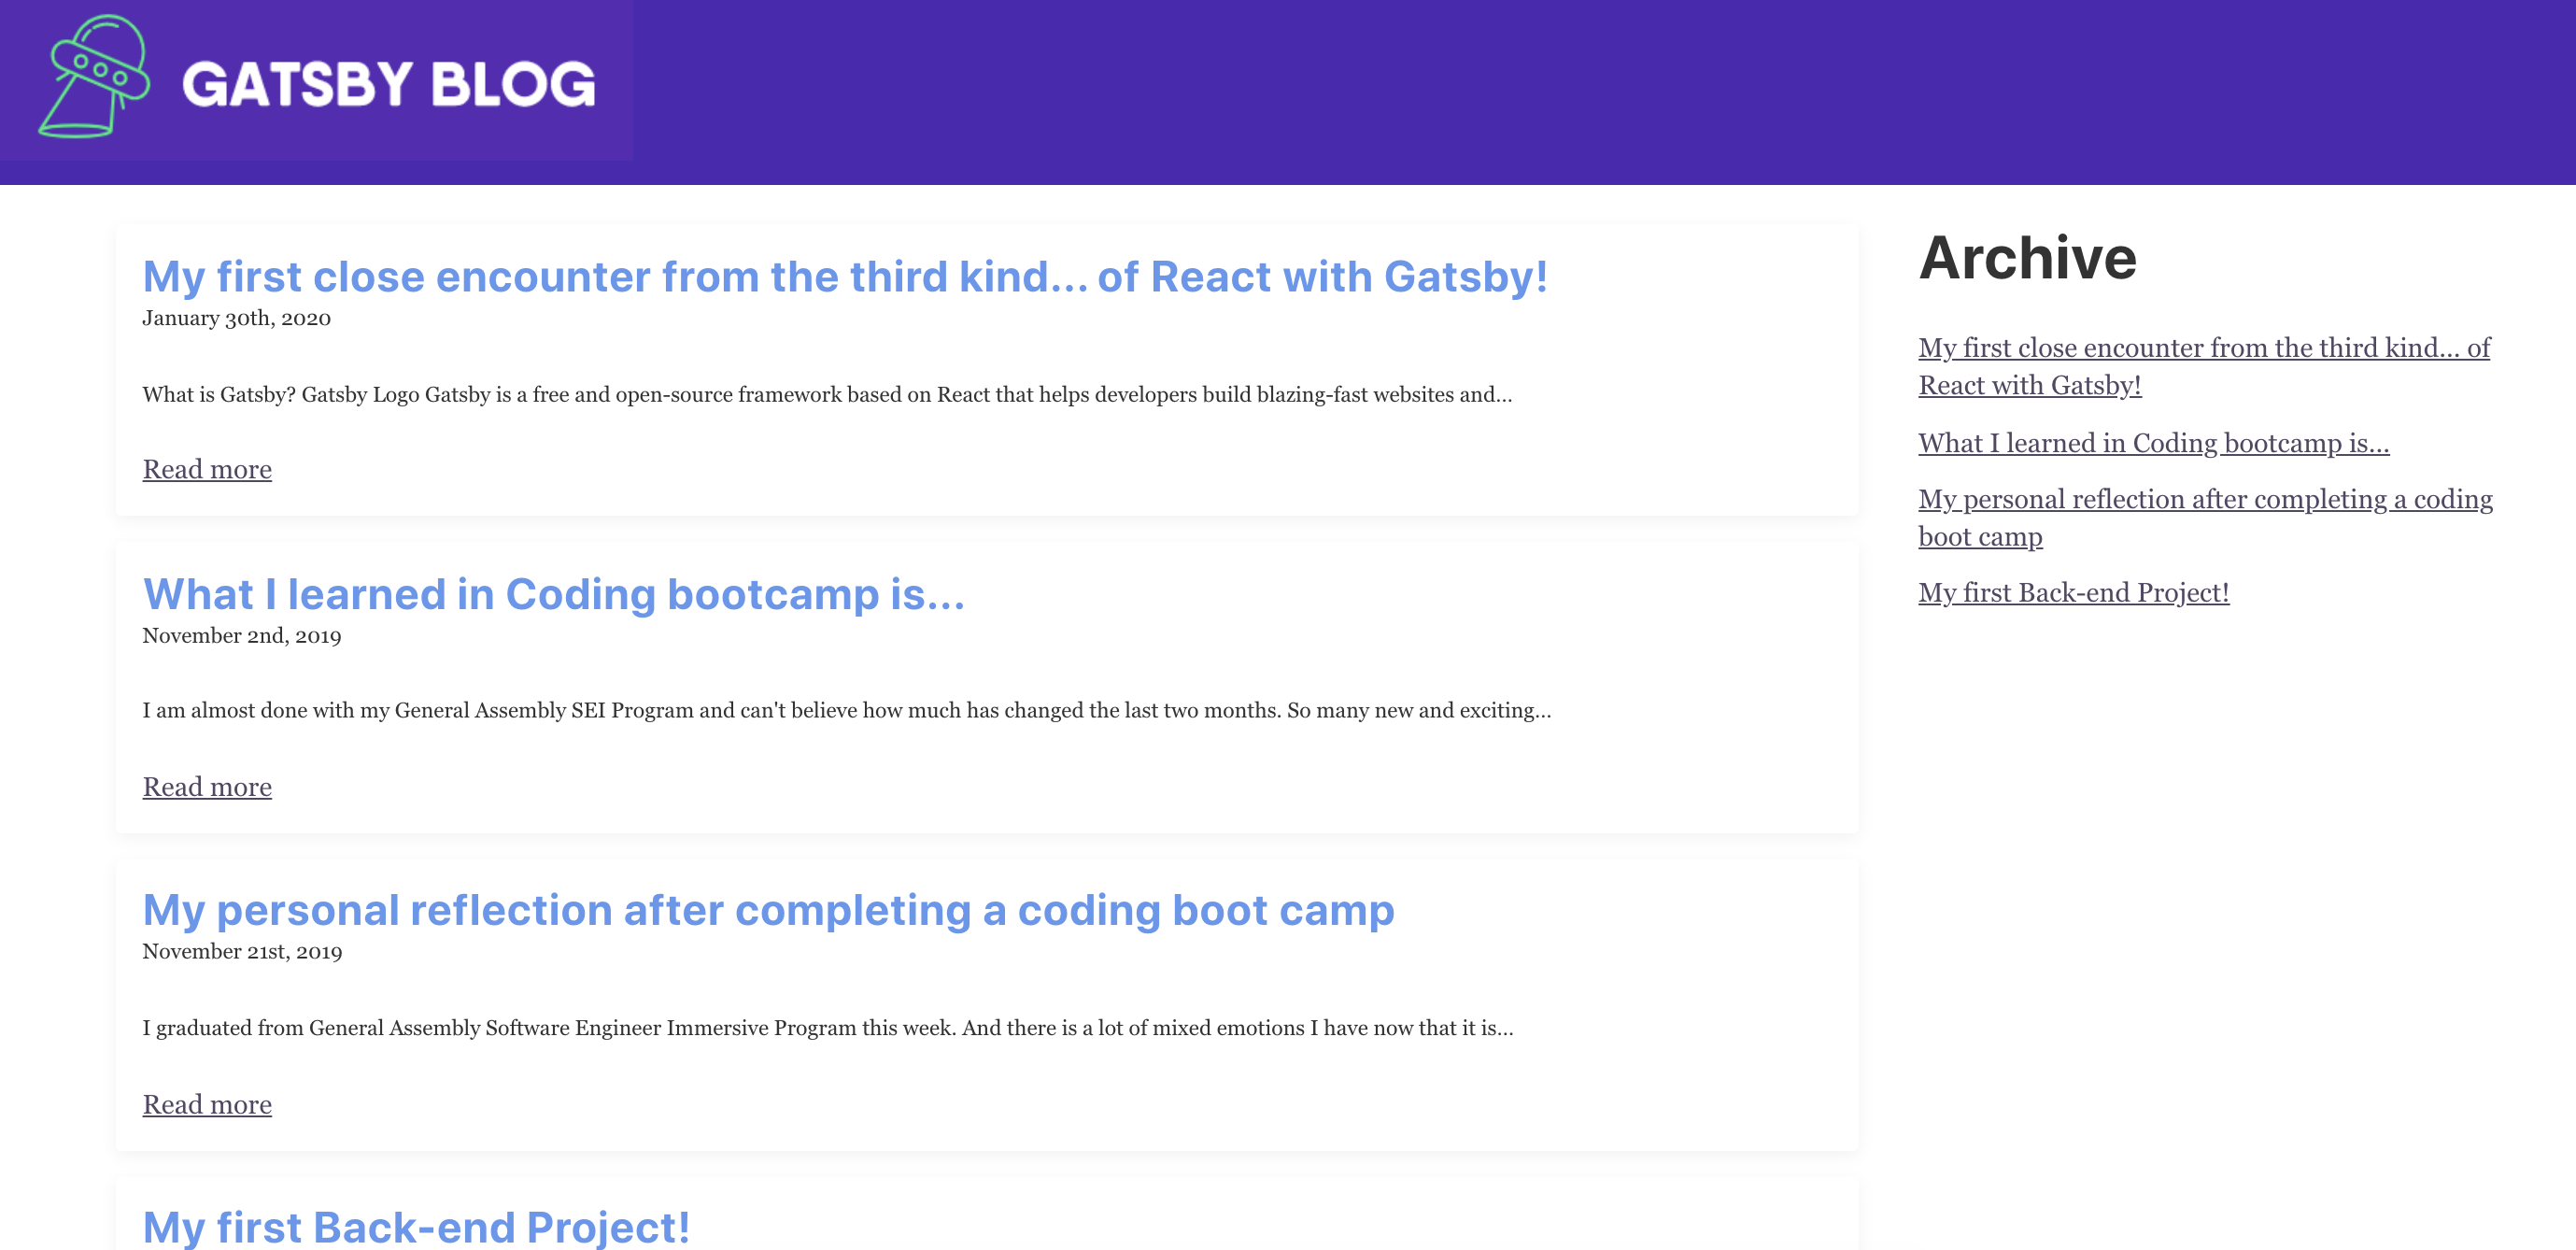 GATSBY BLOG
My first close encounter from the third kind... of React with Gatsby!
January 30th, 2020
What is Gatsby? Gatsby Logo Gatsby is a free and open-source framework based on React that helps developers build blazing-fast websites and…
Read more
What I learned in Coding bootcamp is...
November 2nd, 2019
I am almost done with my General Assembly SEI Program and can't believe how much has changed the last two months. So many new and exciting…
Read more
My personal reflection after completing a coding boot camp
November 21st, 2019
I graduated from General Assembly Software Engineer Immersive Program this week. And there is a lot of mixed emotions I have now that it is…
Read more
My first Back-end Project!
Archive
My first close encounter from the third kind... of
React with Gatsby!
What I learned in Coding bootcamp is...
My personal reflection after completing a coding
boot camp
My first Back-end Project!